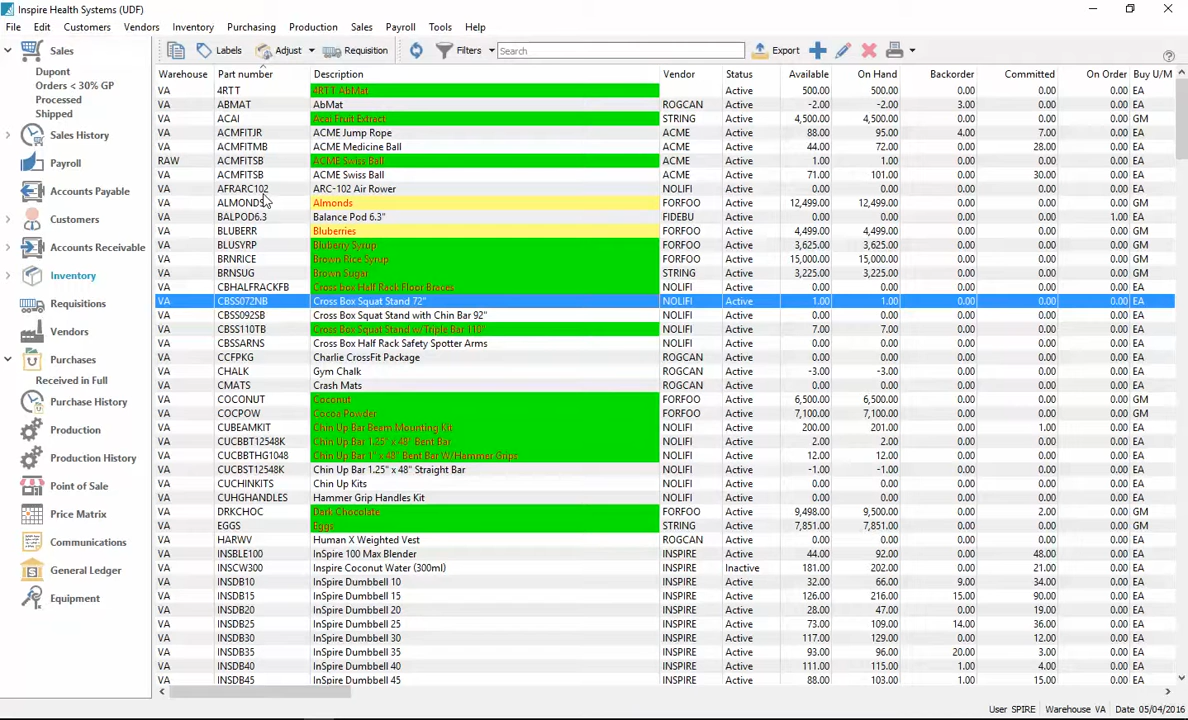 Inspire Health Systems (UDF)
File Edit Customers Vendors Inventory Purchasing Production Sales Payroll Tools Help
Sales
Dupont
Orders < 30% GP
Processed
Shipped
Sales History
Payroll
Accounts Payable
Customers
Accounts Receivable
Inventory
Requisitions
Vendors
Purchases
Received in Full
Purchase History
Production
Production History
Point of Sale
Price Matrix
Communications
General Ledger
Equipment
Labels Adjust Requisition Filters Search Export
Warehouse Part number Description Vendor Status Available On Hand Backorder Committed On Order Buy U/M
VA 4RTT 4RTT AbMat Active 500.00 500.00 0.00 0.00 0.00 EA
VA ABMAT AbMat ROGCAN Active -2.00 -2.00 3.00 0.00 0.00 EA
VA ACAI Acai Fruit Extract STRING Active 4,500.00 4,500.00 0.00 0.00 0.00 GM
VA ACMFITJR ACME Jump Rope ACME Active 88.00 95.00 4.00 7.00 0.00 EA
VA ACMFITMB ACME Medicine Ball ACME Active 44.00 72.00 0.00 28.00 0.00 EA
RAW ACMFITSB ACME Swiss Ball ACME Active 1.00 1.00 0.00 0.00 0.00 EA
VA ACMFITSB ACME Swiss Ball ACME Active 71.00 101.00 0.00 30.00 0.00 EA
VA AFRARC102 ARC-102 Air Rower NOLIFI Active 0.00 0.00 0.00 0.00 0.00 EA
VA ALMONDS Almonds FORFOO Active 12,499.00 12,499.00 0.00 0.00 0.00 GM
VA BALPOD6.3 Balance Pod 6.3" FIDEBU Active 0.00 0.00 0.00 0.00 1.00 EA
VA BLUBERR Bluberries FORFOO Active 4,499.00 4,499.00 0.00 0.00 0.00 GM
VA BLUSYRP Bluberry Syrup FORFOO Active 3,625.00 3,625.00 0.00 0.00 0.00 GM
VA BRNRICE Brown Rice Syrup FORFOO Active 15,000.00 15,000.00 0.00 0.00 0.00 GM
VA BRNSUG Brown Sugar STRING Active 3,225.00 3,225.00 0.00 0.00 0.00 GM
VA CBHALFRACKFB Cross box Half Rack Floor Braces NOLIFI Active 0.00 0.00 0.00 0.00 0.00 EA
VA CBSS072NB Cross Box Squat Stand 72" NOLIFI Active 1.00 1.00 0.00 0.00 0.00 EA
VA CBSS092SB Cross Box Squat Stand with Chin Bar 92" NOLIFI Active 0.00 0.00 0.00 0.00 0.00 EA
VA CBSS110TB Cross Box Squat Stand w/Triple Bar 110" NOLIFI Active 7.00 7.00 0.00 0.00 0.00 EA
VA CBSSARNS Cross Box Half Rack Safety Spotter Arms NOLIFI Active 0.00 0.00 0.00 0.00 0.00 EA
VA CCFPKG Charlie CrossFit Package ROGCAN Active 0.00 0.00 0.00 0.00 0.00 EA
VA CHALK Gym Chalk ROGCAN Active -3.00 -3.00 0.00 0.00 0.00 EA
VA CMATS Crash Mats ROGCAN Active 0.00 0.00 0.00 0.00 0.00 EA
VA COCONUT Coconut FORFOO Active 6,500.00 6,500.00 0.00 0.00 0.00 GM
VA COCPOW Cocoa Powder FORFOO Active 7,100.00 7,100.00 0.00 0.00 0.00 GM
VA CUBEAMKIT Chin Up Bar Beam Mounting Kit NOLIFI Active 200.00 201.00 0.00 1.00 0.00 EA
VA CUCBBT12548K Chin Up Bar 1.25" x 48" Bent Bar NOLIFI Active 2.00 2.00 0.00 0.00 0.00 EA
VA CUCBBTHG1048 Chin Up Bar 1" x 48" Bent Bar W/Hammer Grips NOLIFI Active 12.00 12.00 0.00 0.00 0.00 EA
VA CUCBST12548K Chin Up Bar 1.25" x 48" Straight Bar NOLIFI Active -1.00 -1.00 0.00 0.00 0.00 EA
VA CUCHINKITS Chin Up Kits NOLIFI Active 0.00 0.00 0.00 0.00 0.00 EA
VA CUHGHANDLES Hammer Grip Handles Kit NOLIFI Active 0.00 0.00 0.00 0.00 0.00 EA
VA DRKCHOC Dark Chocolate FORFOO Active 9,498.00 9,500.00 0.00 2.00 0.00 GM
VA EGGS Eggs STRING Active 7,851.00 7,851.00 0.00 0.00 0.00 GM
VA HARWV Human X Weighted Vest ROGCAN Active 0.00 0.00 0.00 0.00 0.00 EA
VA INSBLE100 InSpire 100 Max Blender INSPIRE Active 44.00 92.00 0.00 48.00 0.00 EA
VA INSCW300 InSpire Coconut Water (300ml) INSPIRE Inactive 181.00 202.00 0.00 21.00 0.00 EA
VA INSDB10 InSpire Dumbbell 10 INSPIRE Active 32.00 66.00 9.00 34.00 0.00 EA
VA INSDB15 InSpire Dumbbell 15 INSPIRE Active 126.00 216.00 15.00 90.00 0.00 EA
VA INSDB20 InSpire Dumbbell 20 INSPIRE Active 28.00 47.00 0.00 19.00 0.00 EA
VA INSDB25 InSpire Dumbbell 25 INSPIRE Active 73.00 109.00 14.00 36.00 0.00 EA
VA INSDB30 InSpire Dumbbell 30 INSPIRE Active 117.00 129.00 0.00 12.00 0.00 EA
VA INSDB35 InSpire Dumbbell 35 INSPIRE Active 93.00 96.00 20.00 3.00 0.00 EA
VA INSDB40 InSpire Dumbbell 40 INSPIRE Active 111.00 115.00 1.00 4.00 0.00 EA
VA INSDB45 InSpire Dumbbell 45 INSPIRE Active 88.00 103.00 1.00 15.00 0.00 EA
User SPIRE Warehouse VA Date 05/04/2016